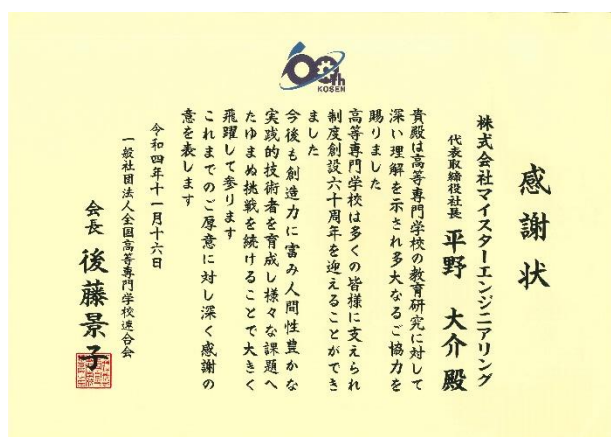 60th
KOSEN
感謝状
株式会社マイスターエンジニアリング
代表取締役社長 平野 大介 殿
貴殿は高等専門学校の教育研究に対して
深い理解を示され多大なるご協力を
賜りました
高等専門学校は多くの皆様に支えられ
制度創設六十周年を迎えることができ
ました
今後も創造力に富み人間性豊かな
実践的技術者を育成し様々な課題へ
たゆまぬ挑戦を続けることで大きく
飛躍して参ります
これまでのご厚意に対し深く感謝の
意を表します
令和四年十一月十六日
一般社団法人全国高等専門学校連合会
会長 後藤景子